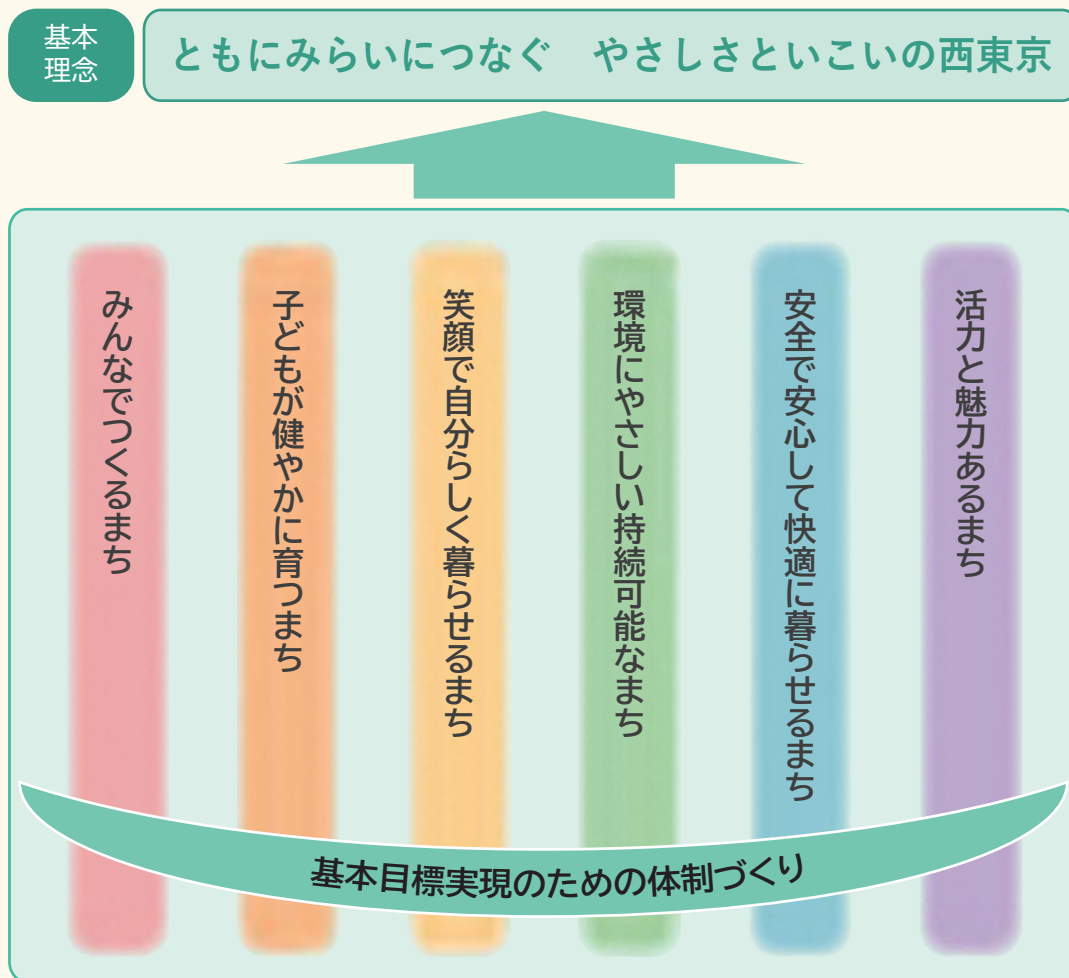 基本
理念
ともにみらいにつなぐ　やさしさといこいの西東京
みんなでつくるまち
子どもが健やかに育つまち
笑顔で自分らしく暮らせるまち
環境にやさしい持続可能なまち
安全で安心して快適に暮らせるまち
活力と魅力あるまち
基本目標実現のための体制づくり